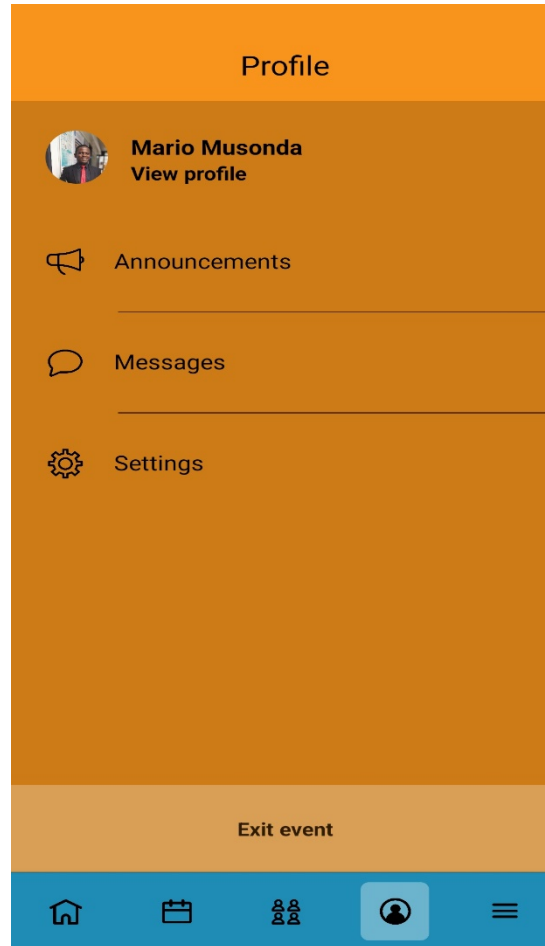 Profile
Mario Musonda
View profile
Announcements
Messages
Settings
Exit event